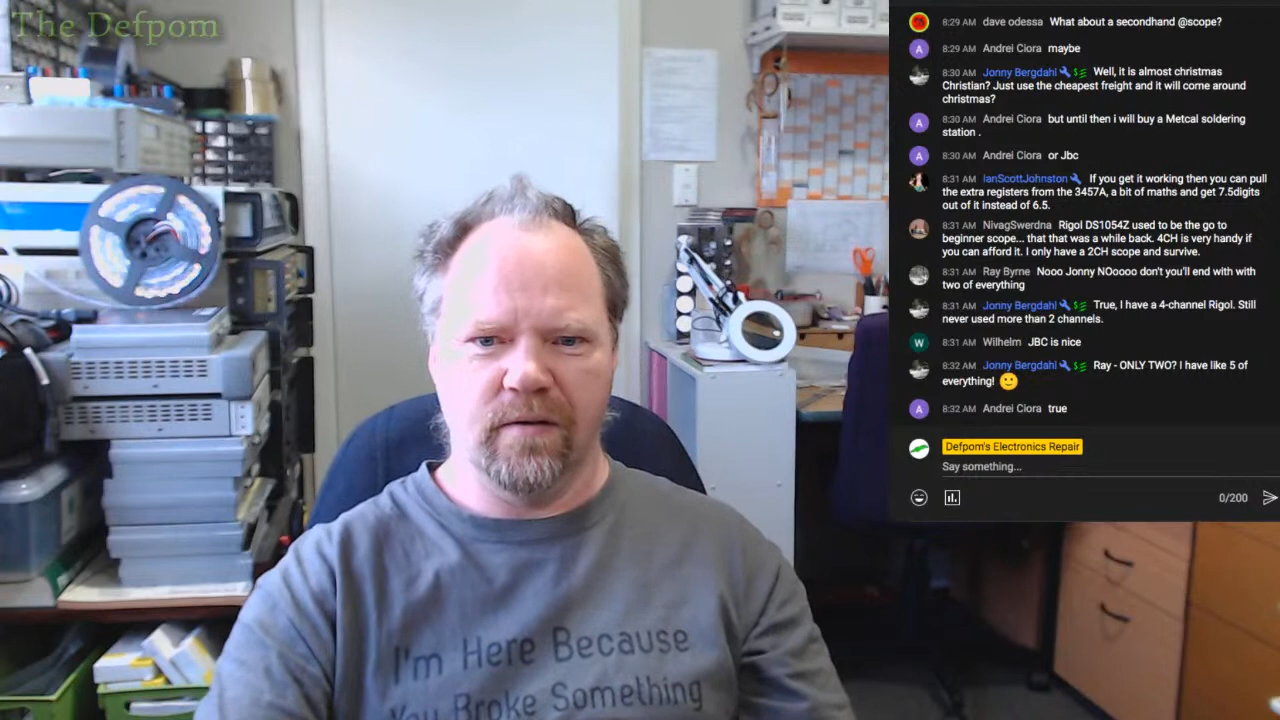 The Defpom
8:29 AM dave odessa What about a secondhand @scope?
8:29 AM Andrei Ciora maybe
8:30 AM Jonny Bergdahl Well, it is almost christmas
Christian? Just use the cheapest freight and it will come around
christmas?
8:30 AM Andrei Ciora but until then i will buy a Metcal soldering
station .
8:30 AM Andrei Ciora or Jbc
8:31 AM IanScottJohnston If you get it working then you can pull
the extra registers from the 3457A, a bit of maths and get 7.5digits
out of it instead of 6.5.
8:31 AM NivagSwerdna Rigol DS1054Z used to be the go to
beginner scope... that that was a while back. 4CH is very handy if
you can afford it. I only have a 2CH scope and survive.
8:31 AM Ray Byrne Nooo Jonny NOoooo don't you'll end with with
two of everything
8:31 AM Jonny Bergdahl True, I have a 4-channel Rigol. Still
never used more than 2 channels.
8:31 AM Wilhelm JBC is nice
8:32 AM Jonny Bergdahl Ray - ONLY TWO? I have like 5 of
everything!
8:32 AM Andrei Ciora true
Defpom's Electronics Repair
Say something...
0/200
I'm Here Because
You Broke Something